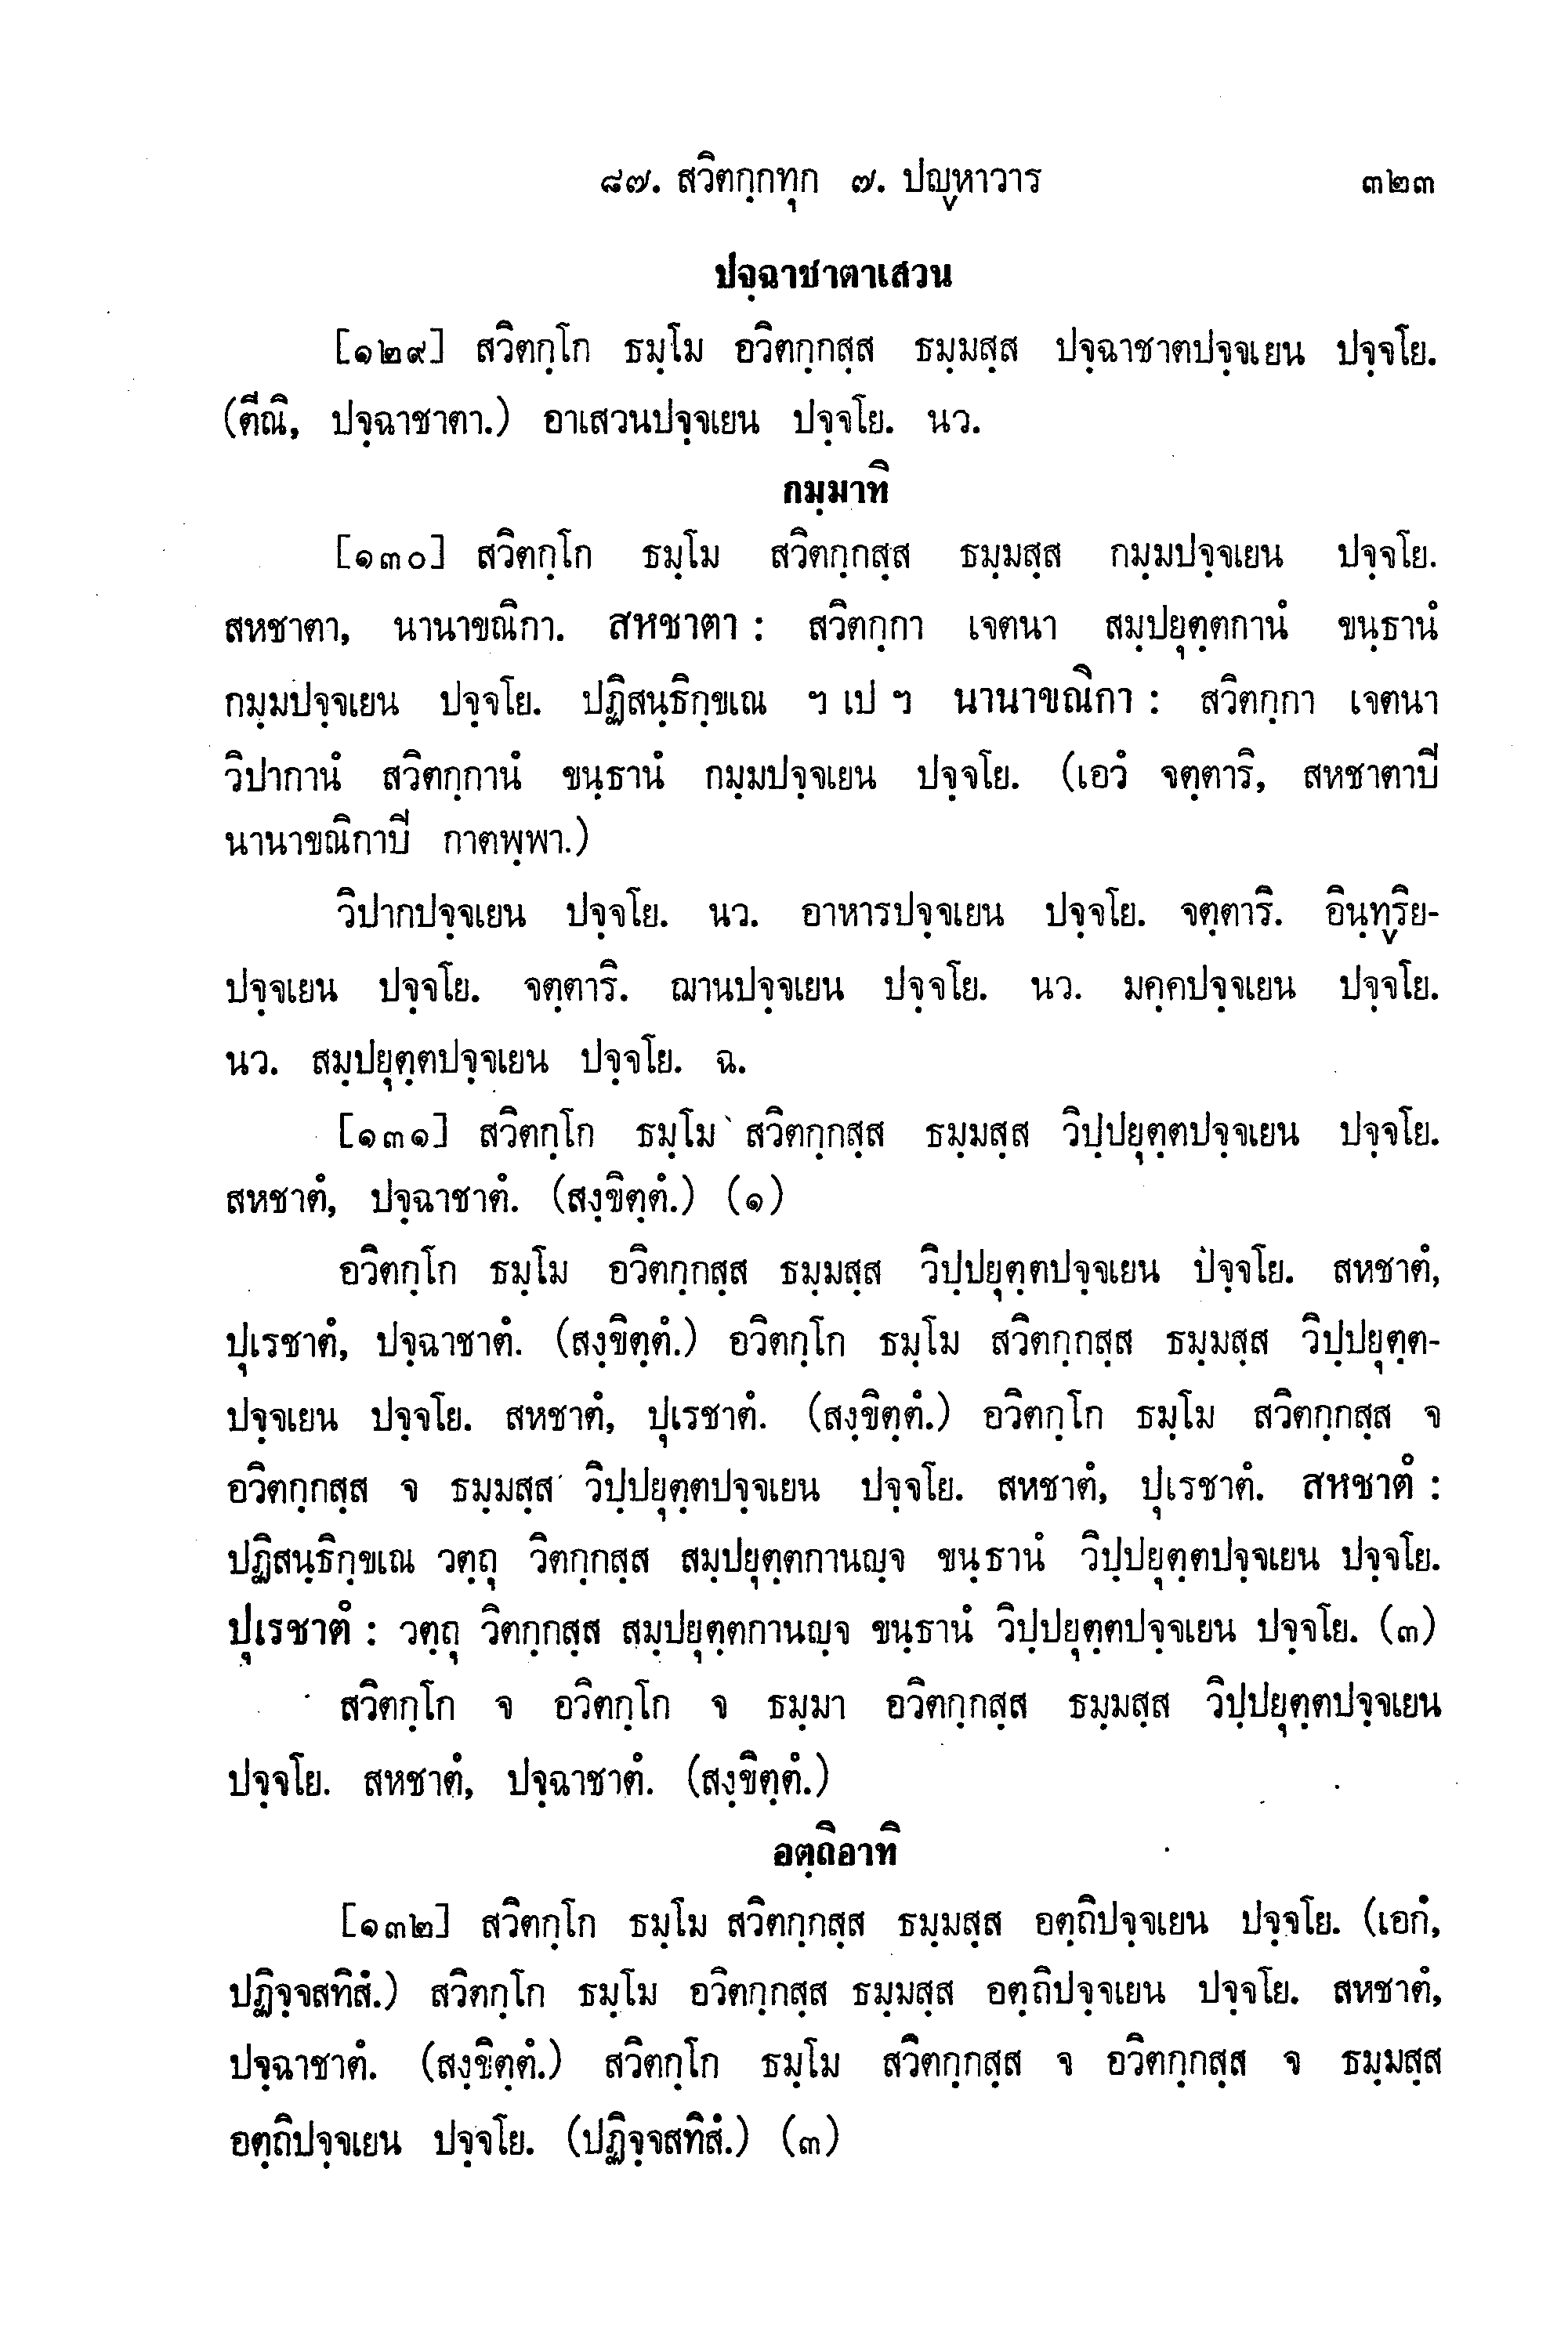 ๘๗. สวิตกฺกทุก ๗. ปญฺหาวาร ๓๒๓
ปจฺฉาชาตาเสวน
[๑๒๙] สวิตกฺโก ธมฺโม อวิตกฺกสฺส ธมฺมสฺส ปจฺฉาชาตปจฺจเยน ปจฺจโย.
(ตีณิ, ปจฺฉาชาตา.) อาเสวนปจฺจเยน ปจฺจโย. นว.
กมฺมาทิ
[๑๓๐] สวิตกฺโก ธมฺโม สวิตกฺกสฺส ธมฺมสฺส กมฺมปจฺจเยน ปจฺจโย.
สหชาตา, นานาขณิกา. สหชาตา : สวิตกฺกา เจตนา สมฺปยุตฺตกานํ ขนฺธานํ
กมฺมปจฺจเยน ปจฺจโย. ปฏิสนฺธิกฺขเณ ฯ เป ฯ นานาขณิกา : สวิตกฺกา เจตนา
วิปากานํ สวิตกฺกานํ ขนฺธานํ กมฺมปจฺจเยน ปจฺจโย. (เอวํ จตฺตาริ, สหชาตาปี
นานาขณิกาปี กาตพฺพา.)
วิปากปจฺจเยน ปจฺจโย. นว. อาหารปจฺจเยน ปจฺจโย. จตฺตาริ. อินฺทฺริย-
ปจฺจเยน ปจฺจโย. จตฺตาริ. ฌานปจฺจเยน ปจฺจโย. นว. มคฺคปจฺจเยน ปจฺจโย.
นว. สมฺปยุตฺตปจฺจเยน ปจฺจโย. ฉ.
[๑๓๑] สวิตกฺโก ธมฺโม สวิตกฺกสฺส ธมฺมสฺส วิปฺปยุตฺตปจฺจเยน ปจฺจโย.
สหชาตํ, ปจฺฉาชาตํ. (สงฺขิตฺตํ.) (๑)
อวิตกฺโก ธมฺโม อวิตกฺกสฺส ธมฺมสฺส วิปฺปยุตฺตปจฺจเยน ปจฺจโย. สหชาตํ,
ปุเรชาตํ, ปจฺฉาชาตํ. (สงฺขิตฺตํ.) อวิตกฺโก ธมฺโม สวิตกฺกสฺส ธมฺมสฺส วิปฺปยุตฺต-
ปจฺจเยน ปจฺจโย. สหชาตํ, ปุเรชาตํ. (สงฺขิตฺตํ.) อวิตกฺโก ธมฺโม สวิตกฺกสฺส จ
อวิตกฺกสฺส จ ธมฺมสฺส วิปฺปยุตฺตปจฺจเยน ปจฺจโย. สหชาตํ, ปุเรชาตํ. สหชาตํ :
ปฏิสนฺธิกฺขเณ วตฺถุ วิตกฺกสฺส สมฺปยุตฺตกานญฺจ ขนฺธานํ วิปฺปยุตฺตปจฺจเยน ปจฺจโย.
ปุเรชาตํ : วตฺถุ วิตกฺกสฺส สมฺปยุตฺตกานญฺจ ขนฺธานํ วิปฺปยุตฺตปจฺจเยน ปจฺจโย. (๓)
สวิตกฺโก จ อวิตกฺโก จ ธมฺมา อวิตกฺกสฺส ธมฺมสฺส วิปฺปยุตฺตปจฺจเยน
ปจฺจโย. สหชาตํ, ปจฺฉาชาตํ. (สงฺขิตฺตํ.)
อตฺถิอาทิ
[๑๓๒] สวิตกฺโก ธมฺโม สวิตกฺกสฺส ธมฺมสฺส อตฺถิปจฺจเยน ปจฺจโย. (เอกํ,
ปฏิจฺจสทิสํ.) สวิตกฺโก ธมฺโม อวิตกฺกสฺส ธมฺมสฺส อตฺถิปจฺจเยน ปจฺจโย. สหชาตํ,
ปจฺฉาชาตํ. (สงฺขิตฺตํ.) สวิตกฺโก ธมฺโม สวิตกฺกสฺส จ อวิตกฺกสฺส จ ธมฺมสฺส
อตฺถิปจฺจเยน ปจฺจโย. (ปฏิจฺจสทิสํ.) (๓)